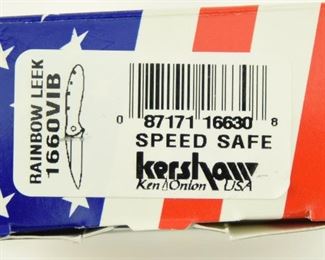 RAINBOW LEEK
1660VIB
0 87171 16630 8
SPEED SAFE
kershaw
Ken Onion USA